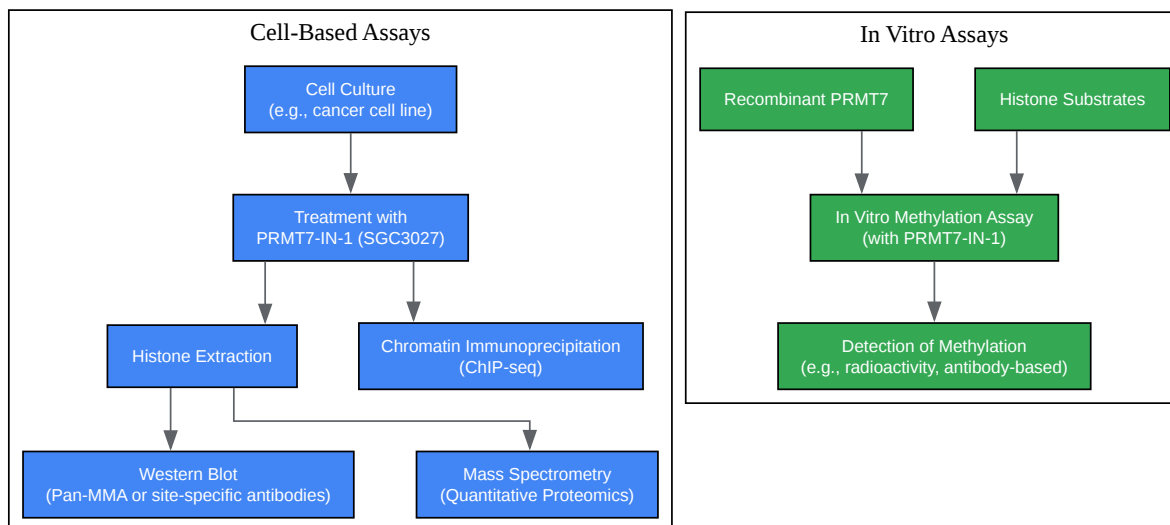 Cell-Based Assays
Cell Culture
(e.g., cancer cell line)
Treatment with
PRMT7-IN-1 (SGC3027)
Histone Extraction
Chromatin Immunoprecipitation
(ChIP-seq)
Western Blot
(Pan-MMA or site-specific antibodies)
Mass Spectrometry
(Quantitative Proteomics)
In Vitro Assays
Recombinant PRMT7
Histone Substrates
In Vitro Methylation Assay
(with PRMT7-IN-1)
Detection of Methylation
(e.g., radioactivity, antibody-based)